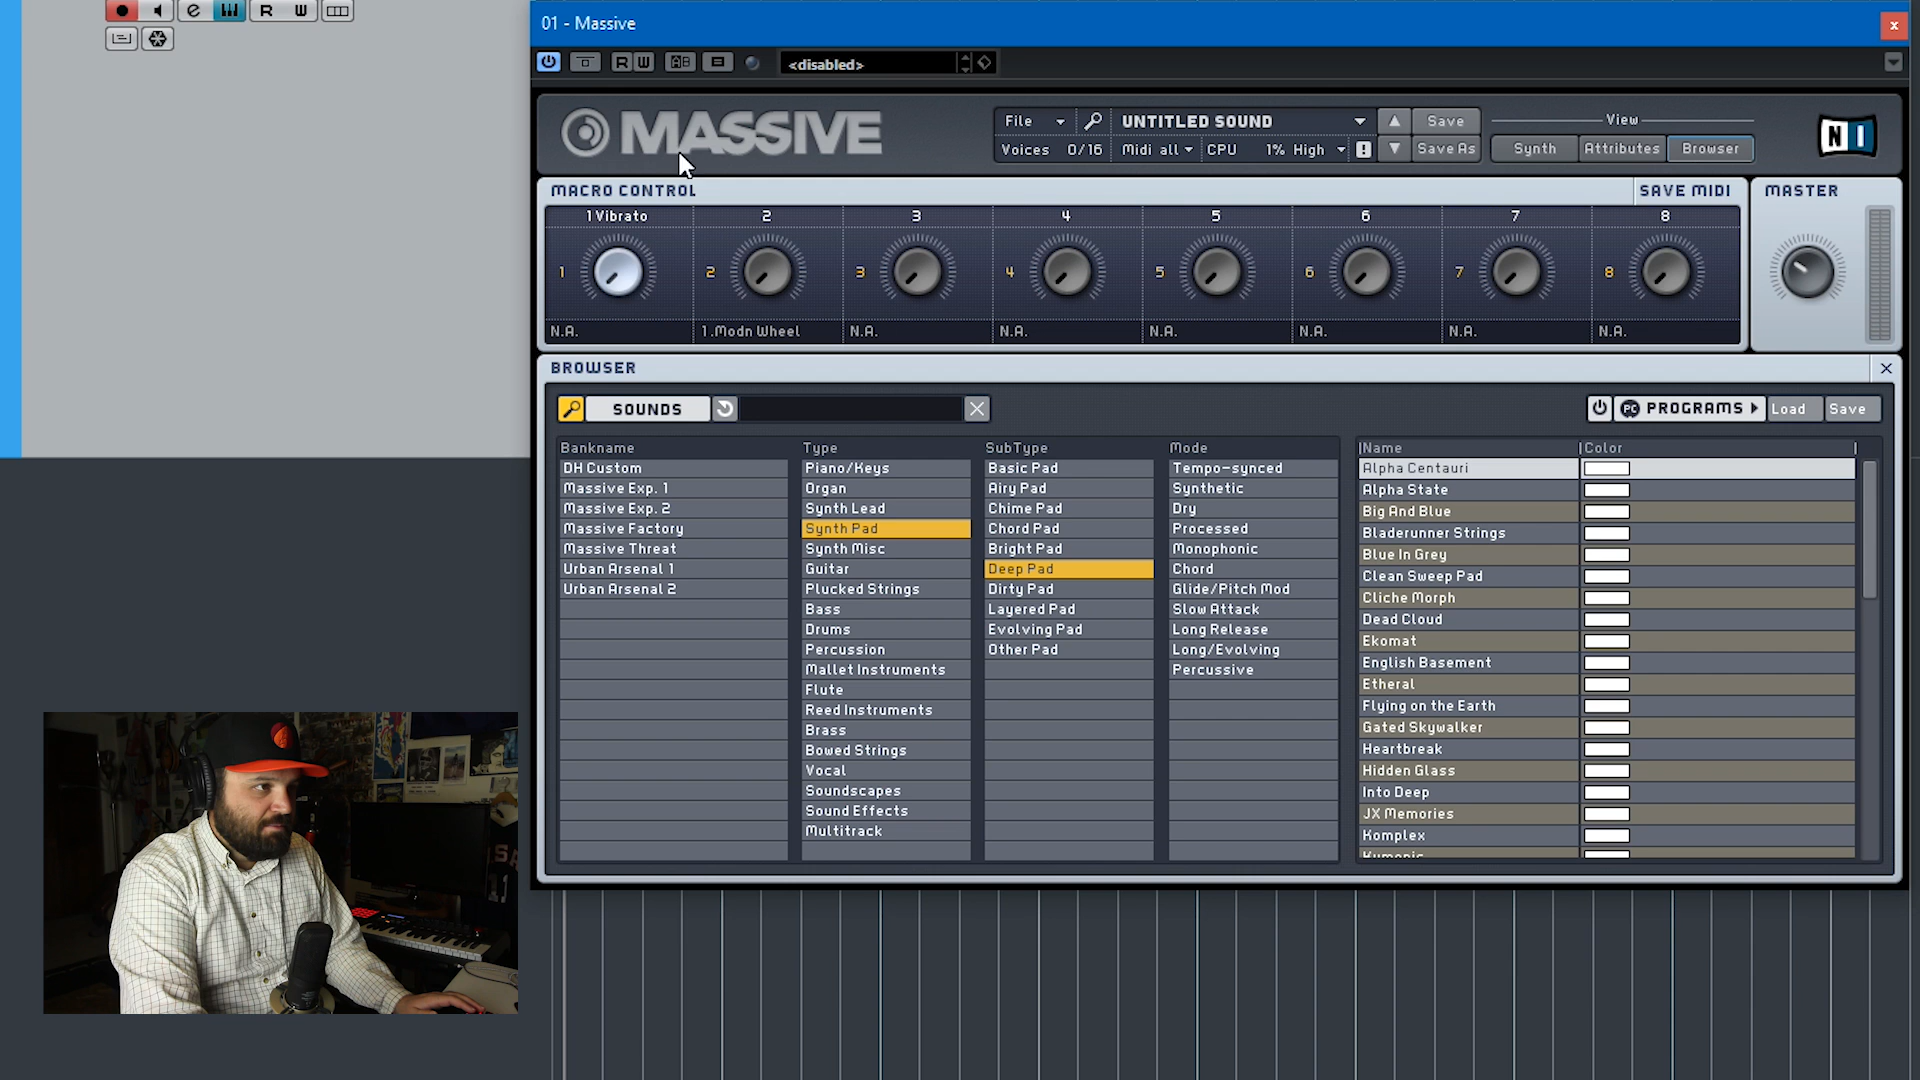 01 - Massive
x
e R W
R W AB <disabled>
MASSIVE
File UNTITLED SOUND Save
Voices 0/16 Midi all CPU 1% High ! Save As
View
Synth Attributes Browser
N I
MACRO CONTROL SAVE MIDI MASTER
1 Vibrato 2 3 4 5 6 7 8
1 2 3 4 5 6 7 8
N.A. 1.Modn Wheel N.A. N.A. N.A. N.A. N.A. N.A.
BROWSER
SOUNDS PC PROGRAMS Load Save
Bankname Type SubType Mode Name Color
DH Custom
Massive Exp. 1
Massive Exp. 2
Massive Factory
Massive Threat
Urban Arsenal 1
Urban Arsenal 2
Piano/Keys
Organ
Synth Lead
Synth Pad
Synth Misc
Guitar
Plucked Strings
Bass
Drums
Percussion
Mallet Instruments
Flute
Reed Instruments
Brass
Bowed Strings
Vocal
Soundscapes
Sound Effects
Multitrack
Basic Pad
Airy Pad
Chime Pad
Chord Pad
Bright Pad
Deep Pad
Dirty Pad
Layered Pad
Evolving Pad
Other Pad
Tempo-synced
Synthetic
Dry
Processed
Monophonic
Chord
Glide/Pitch Mod
Slow Attack
Long Release
Long/Evolving
Percussive
Alpha Centauri
Alpha State
Big And Blue
Bladerunner Strings
Blue In Grey
Clean Sweep Pad
Cliche Morph
Dead Cloud
Ekomat
English Basement
Etheral
Flying on the Earth
Gated Skywalker
Heartbreak
Hidden Glass
Into Deep
JX Memories
Komplex